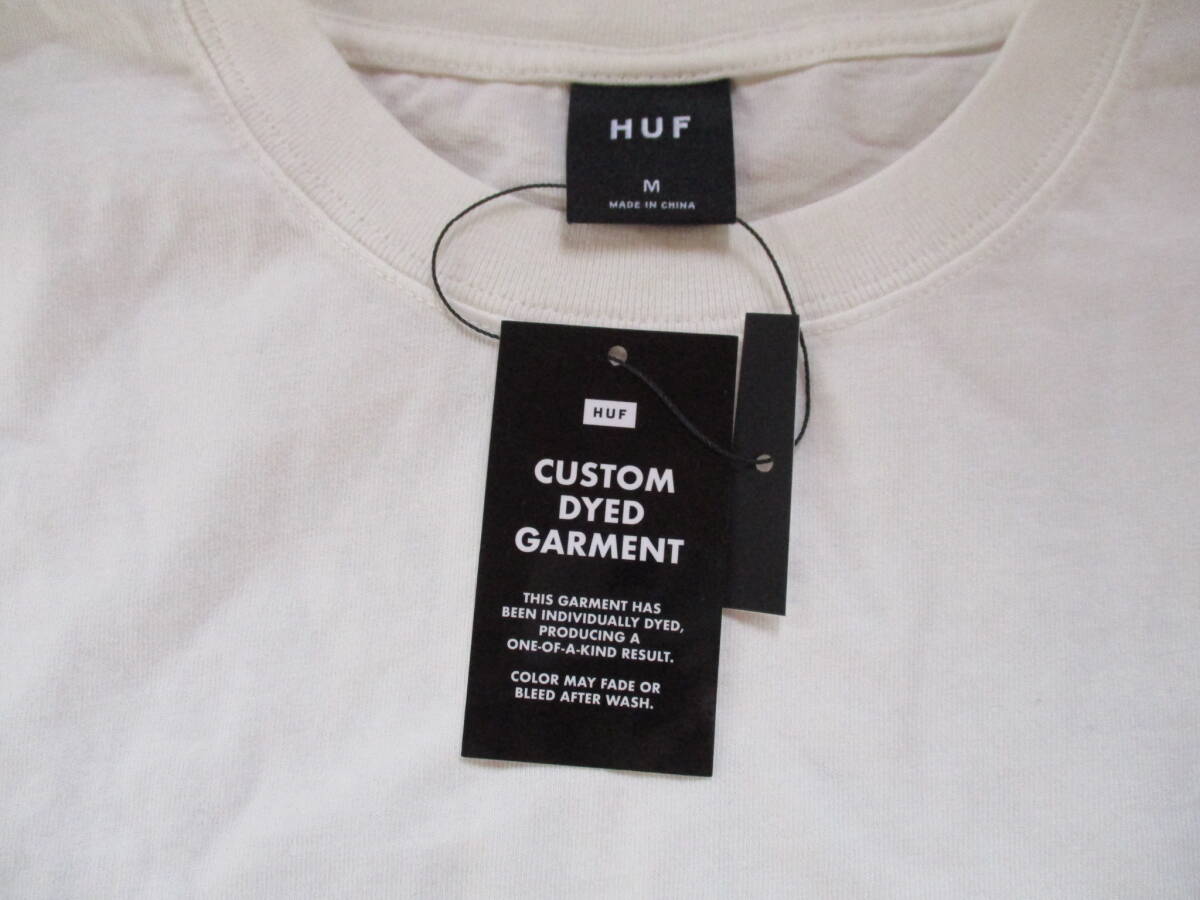 HUF
M
MADE IN CHINA
HUF
CUSTOM
DYED
GARMENT
THIS GARMENT HAS
BEEN INDIVIDUALLY DYED,
PRODUCING A
ONE-OF-A-KIND RESULT.
COLOR MAY FADE OR
BLEED AFTER WASH.